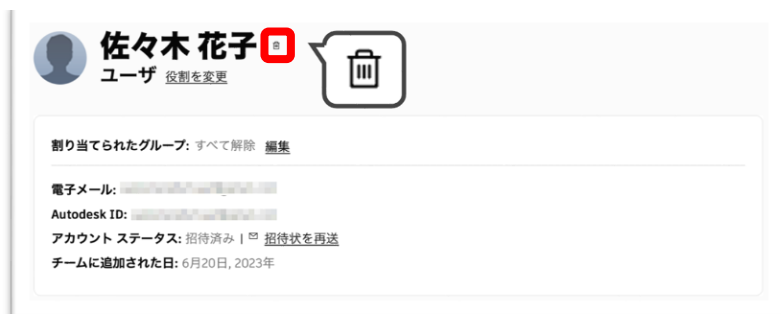 佐々木 花子
ユーザ 役割を変更
割り当てられたグループ: すべて解除 編集
電子メール:
Autodesk ID:
アカウント ステータス: 招待済み | 招待状を再送
チームに追加された日: 6月20日, 2023年